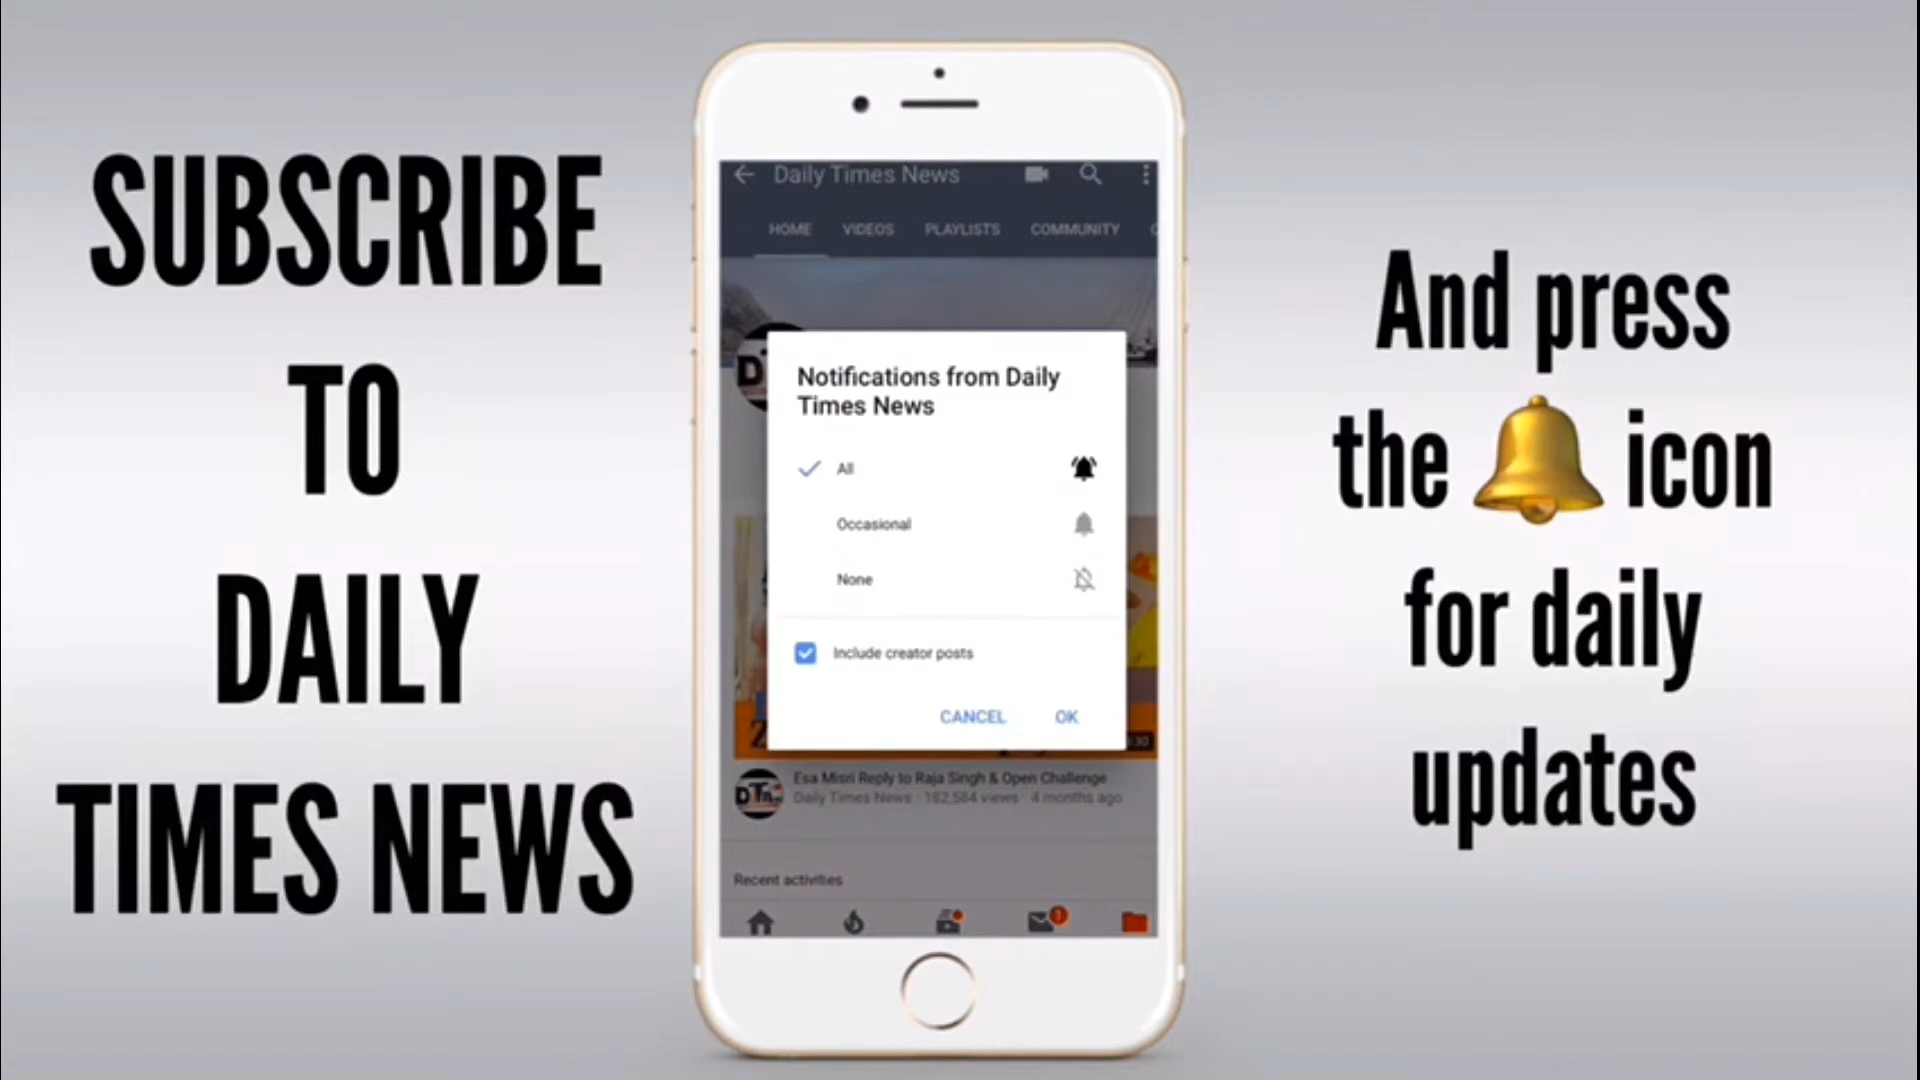 SUBSCRIBE
TO
DAILY
TIMES NEWS
Daily Times News
HOME VIDEOS PLAYLISTS COMMUNITY
Notifications from Daily
Times News
All
Occasional
None
Include creator posts
CANCEL OK
Esa Misri Reply to Raja Singh & Open Challenge
Daily Times News · 182,584 views · 4 months ago
Recent activities
1
And press
the 🔔 icon
for daily
updates